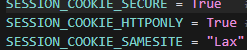 SESSION_COOKIE_SECURE = True
SESSION_COOKIE_HTTPONLY = True
SESSION_COOKIE_SAMESITE = "Lax"